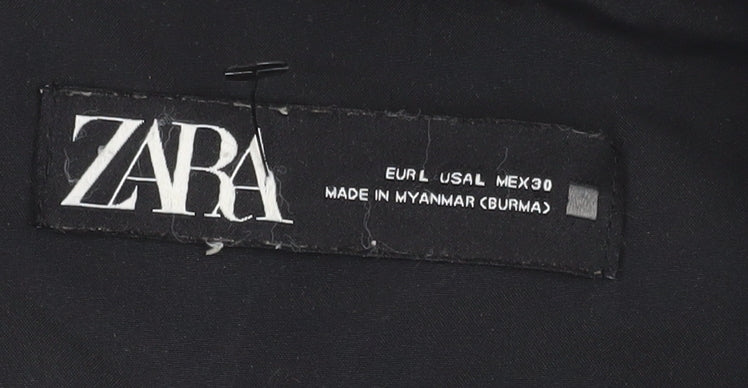 ZARA
EUR L USA L MEX 30
MADE IN MYANMAR (BURMA)